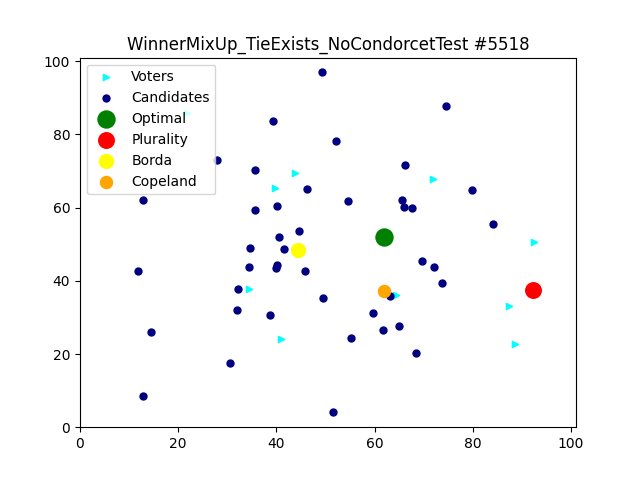 WinnerMixUp_TieExists_NoCondorcetTest #5518
Voters
Candidates
Optimal
Plurality
Borda
Copeland
100
80
60
40
20
0
0 20 40 60 80 100